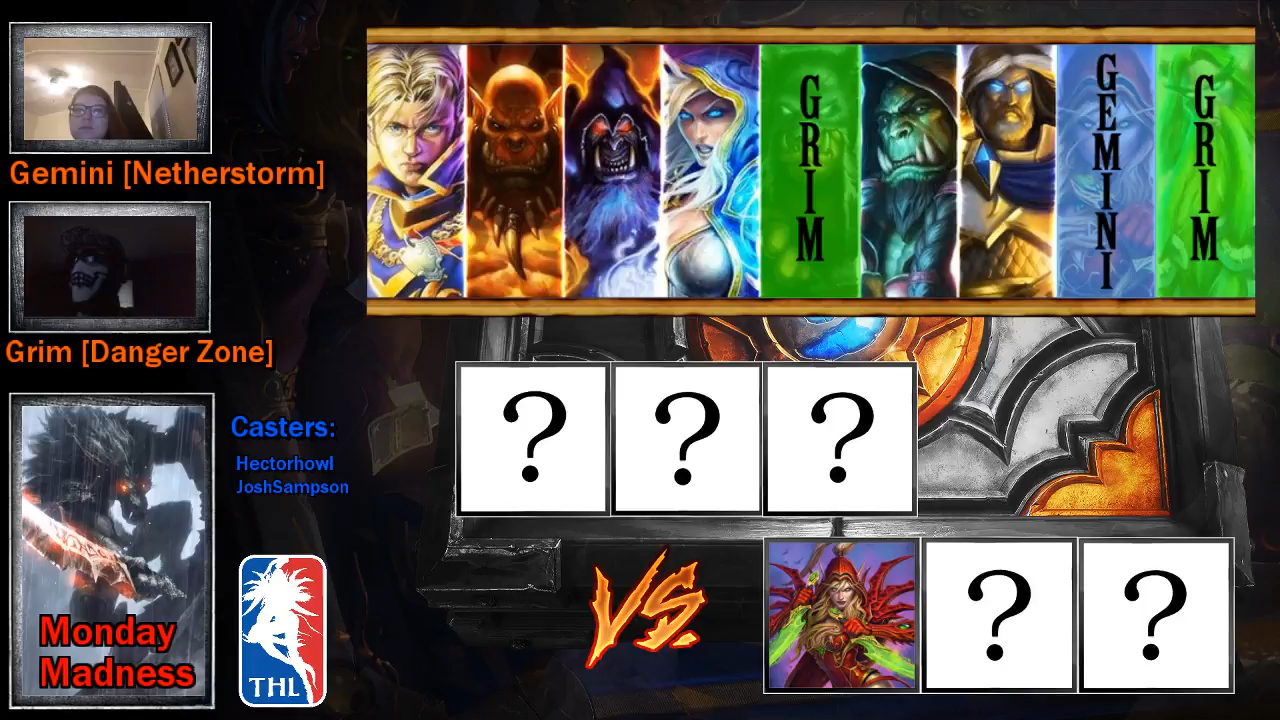 Gemini [Netherstorm]
Grim [Danger Zone]
GRIM
GEMINI
GRIM
Casters:
Hectorhowl
JoshSampson
? ? ?
VS.
? ?
Monday
Madness
THL